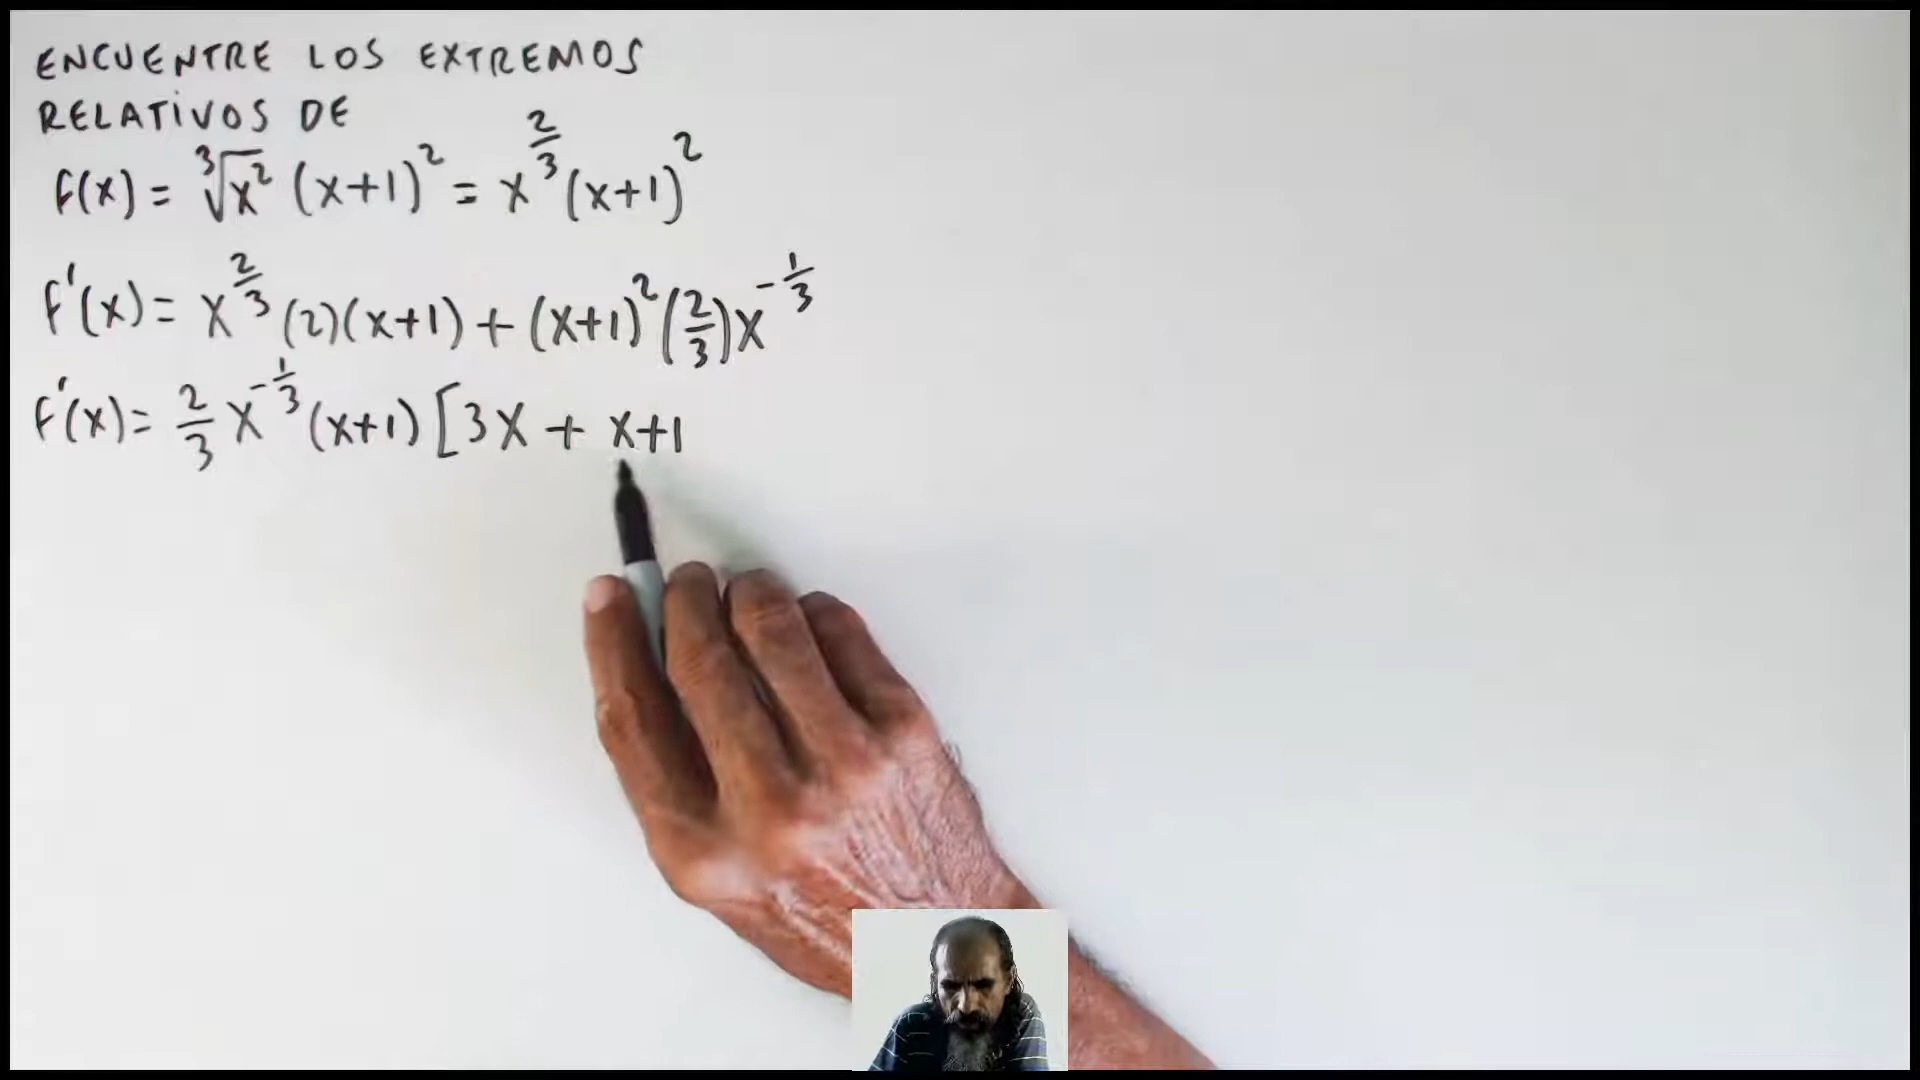 ENCUENTRE LOS EXTREMOS
RELATIVOS DE
f(x) = ∛x² (x+1)² = x^(2/3) (x+1)²
f'(x) = x^(2/3) (2)(x+1) + (x+1)² (2/3) x^(-1/3)
f'(x) = 2/3 x^(-1/3) (x+1) [3x + x+1